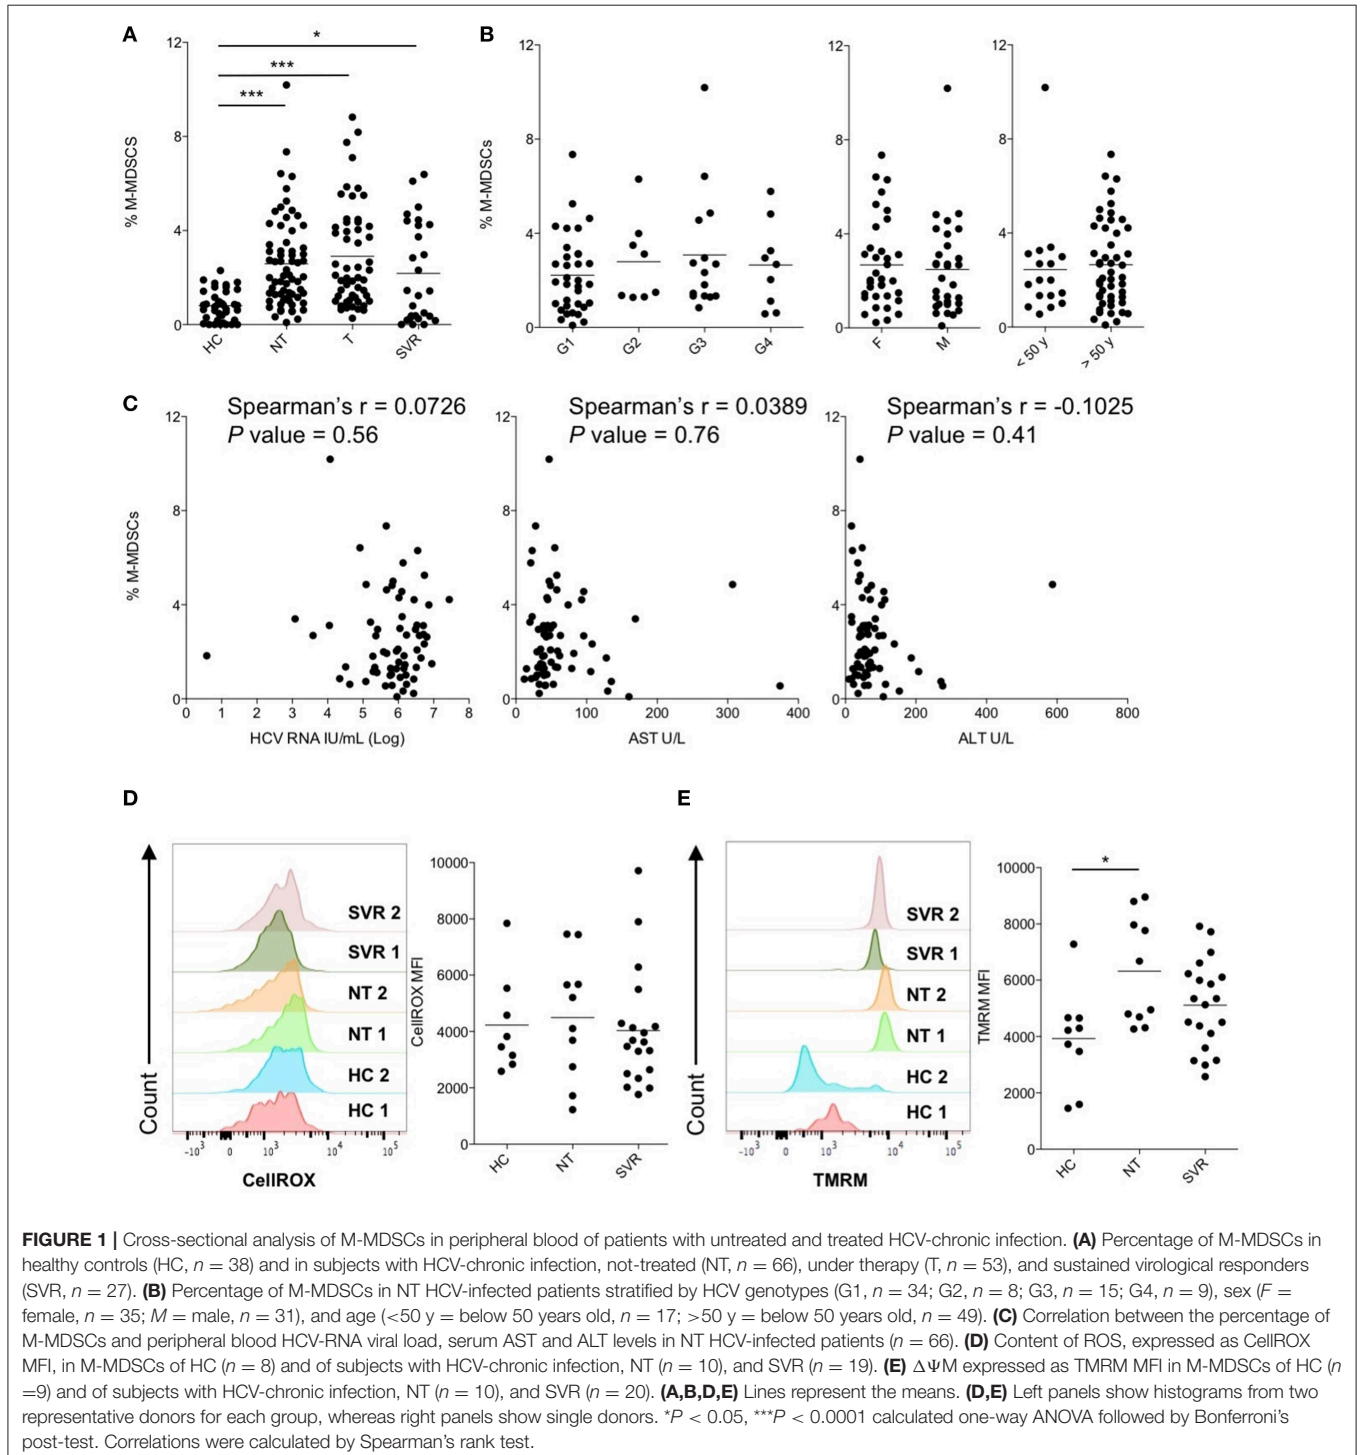 A
12
8
4
0
% M-MDSCS
*
***
***
HC
NT
T
SVR
B
12
8
4
0
% M-MDSCs
G1
G2
G3
G4
12
8
4
0
F
M
12
8
4
0
< 50 y
> 50 y
C
Spearman’s r = 0.0726
P value = 0.56
12
8
4
0
% M-MDSCs
0 1 2 3 4 5 6 7 8
HCV RNA IU/mL (Log)
Spearman’s r = 0.0389
P value = 0.76
12
8
4
0
0 100 200 300 400
AST U/L
Spearman’s r = -0.1025
P value = 0.41
12
8
4
0
0 200 400 600 800
ALT U/L
D
Count
SVR 2
SVR 1
NT 2
NT 1
HC 2
HC 1
-10³ 0 10³ 10⁴ 10⁵
CellROX
10000
8000
6000
4000
2000
0
CellROX MFI
HC
NT
SVR
E
Count
SVR 2
SVR 1
NT 2
NT 1
HC 2
HC 1
-10³ 0 10³ 10⁴ 10⁵
TMRM
10000
8000
6000
4000
2000
0
TMRM MFI
*
HC
NT
SVR
FIGURE 1 | Cross-sectional analysis of M-MDSCs in peripheral blood of patients with untreated and treated HCV-chronic infection. (A) Percentage of M-MDSCs in
healthy controls (HC, n = 38) and in subjects with HCV-chronic infection, not-treated (NT, n = 66), under therapy (T, n = 53), and sustained virological responders
(SVR, n = 27). (B) Percentage of M-MDSCs in NT HCV-infected patients stratified by HCV genotypes (G1, n = 34; G2, n = 8; G3, n = 15; G4, n = 9), sex (F =
female, n = 35; M = male, n = 31), and age (<50 y = below 50 years old, n = 17; >50 y = below 50 years old, n = 49). (C) Correlation between the percentage of
M-MDSCs and peripheral blood HCV-RNA viral load, serum AST and ALT levels in NT HCV-infected patients (n = 66). (D) Content of ROS, expressed as CellROX
MFI, in M-MDSCs of HC (n = 8) and of subjects with HCV-chronic infection, NT (n = 10), and SVR (n = 19). (E) ΔΨM expressed as TMRM MFI in M-MDSCs of HC (n
=9) and of subjects with HCV-chronic infection, NT (n = 10), and SVR (n = 20). (A,B,D,E) Lines represent the means. (D,E) Left panels show histograms from two
representative donors for each group, whereas right panels show single donors. *P < 0.05, ***P < 0.0001 calculated one-way ANOVA followed by Bonferroni’s
post-test. Correlations were calculated by Spearman’s rank test.